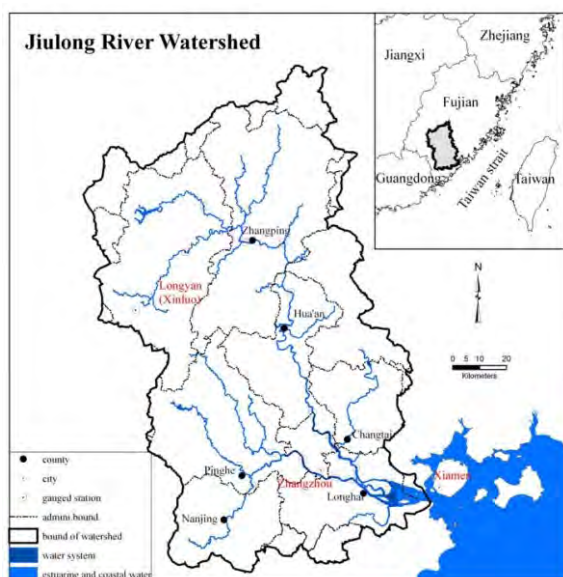 Jiulong River Watershed
Jiangxi
Zhejiang
Fujian
Guangdong
Taiwan strait
Taiwan
Zhangping
Longyan
(Xinluo)
Hua'an
N
0 5 10 20
Kilometers
Changtai
Pinghe
Zhangzhou
Xiamen
Longhai
Nanjing
county
city
gauged station
admini bound
bound of watershed
water system
estuarine and coastal water